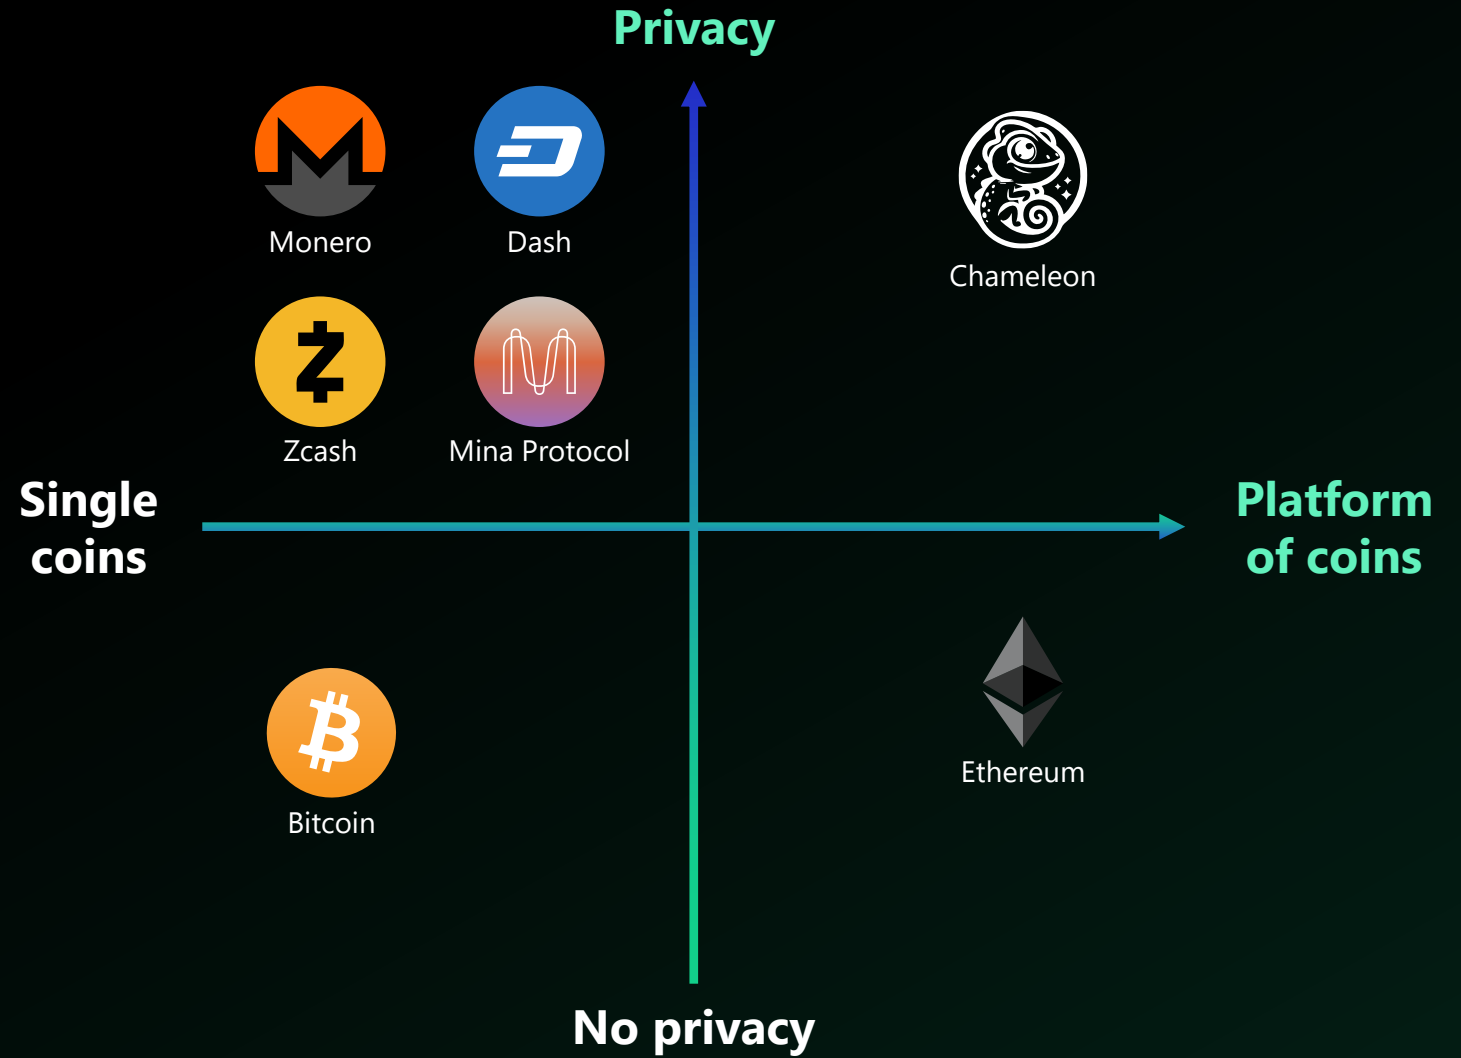 Privacy
Monero
Dash
Chameleon
Zcash
Mina Protocol
Single
coins
Platform
of coins
Bitcoin
Ethereum
No privacy